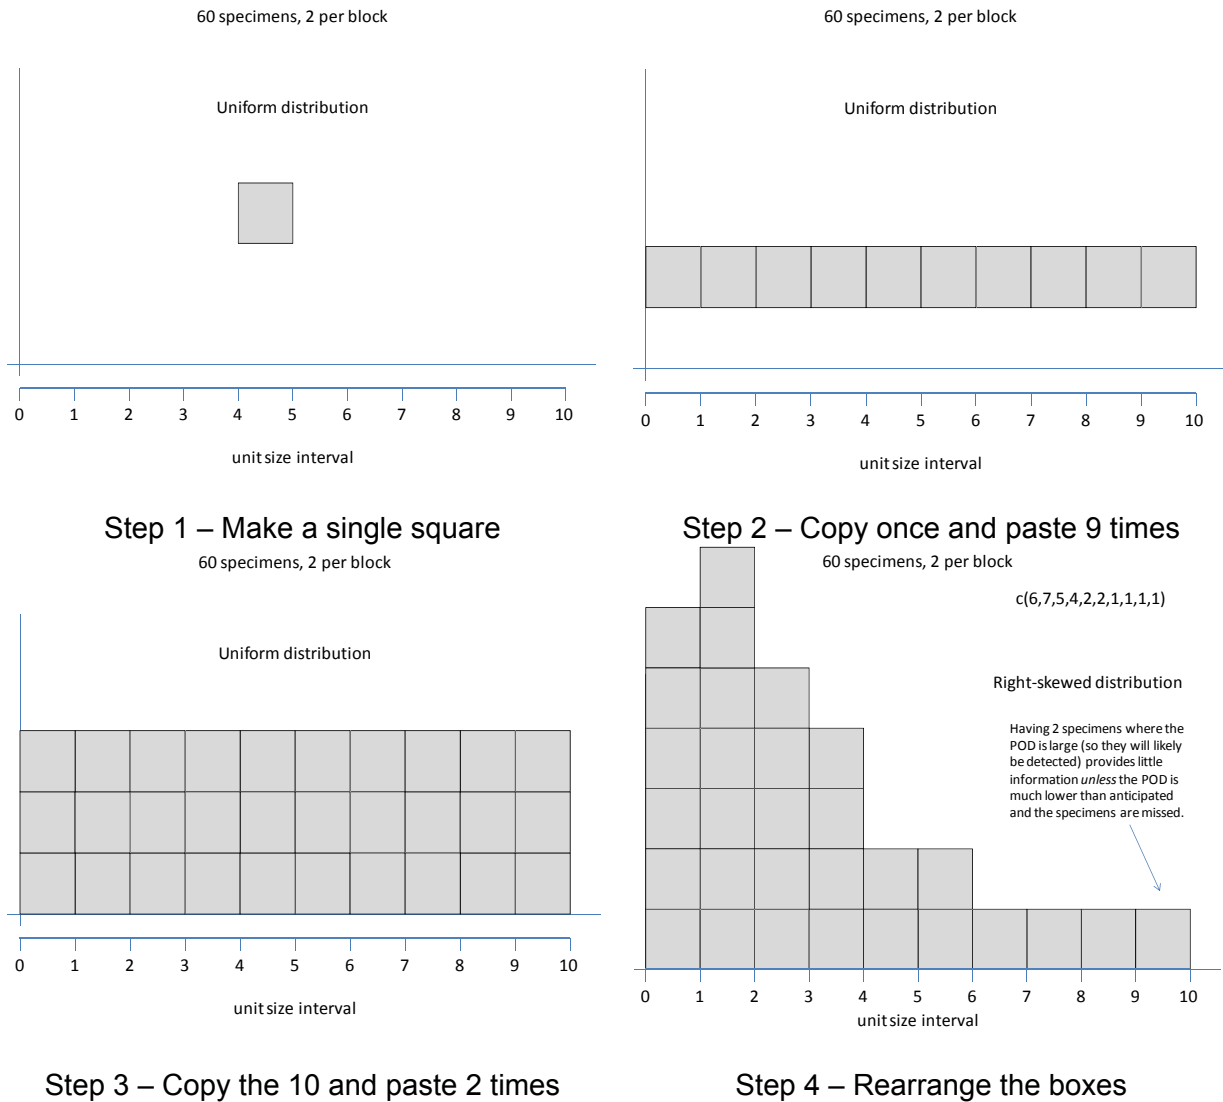 60 specimens, 2 per block
Uniform distribution
0 1 2 3 4 5 6 7 8 9 10
unit size interval
Step 1 – Make a single square
60 specimens, 2 per block
Uniform distribution
0 1 2 3 4 5 6 7 8 9 10
unit size interval
Step 2 – Copy once and paste 9 times
60 specimens, 2 per block
Uniform distribution
0 1 2 3 4 5 6 7 8 9 10
unit size interval
Step 3 – Copy the 10 and paste 2 times
60 specimens, 2 per block
c(6,7,5,4,2,2,1,1,1,1)
Right-skewed distribution
Having 2 specimens where the
POD is large (so they will likely
be detected) provides little
information unless the POD is
much lower than anticipated
and the specimens are missed.
0 1 2 3 4 5 6 7 8 9 10
unit size interval
Step 4 – Rearrange the boxes